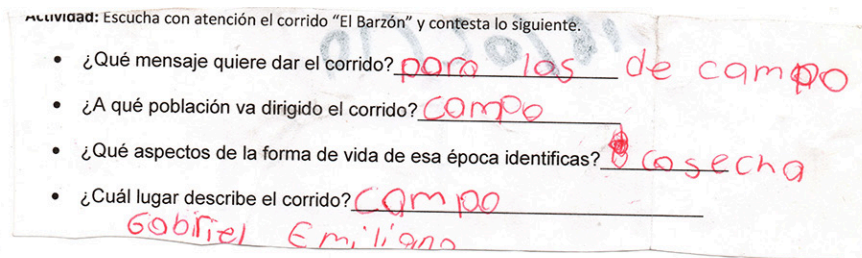 Actividad: Escucha con atención el corrido “El Barzón” y contesta lo siguiente.
• ¿Qué mensaje quiere dar el corrido? para los de campo
• ¿A qué población va dirigido el corrido? campo
• ¿Qué aspectos de la forma de vida de esa época identificas? cosecha
• ¿Cuál lugar describe el corrido? campo
Gabriel Emiliano